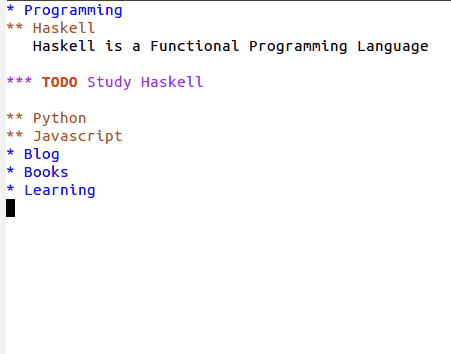 * Programming
** Haskell
   Haskell is a Functional Programming Language
*** TODO Study Haskell
** Python
** Javascript
* Blog
* Books
* Learning